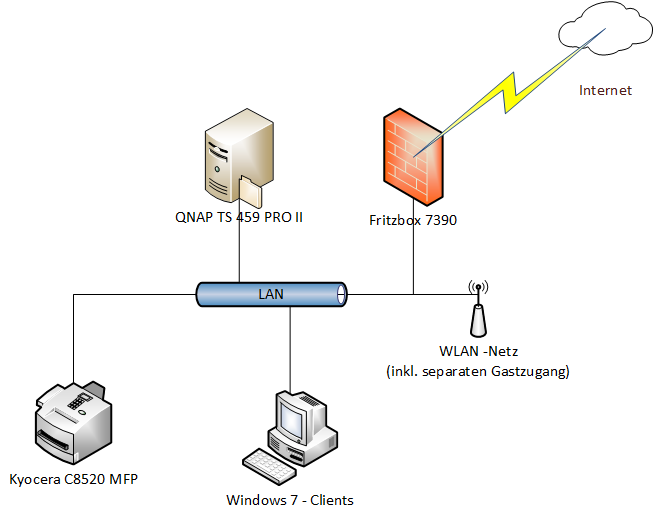 Internet
QNAP TS 459 PRO II
Fritzbox 7390
LAN
WLAN -Netz
(inkl. separaten Gastzugang)
Kyocera C8520 MFP
Windows 7 - Clients